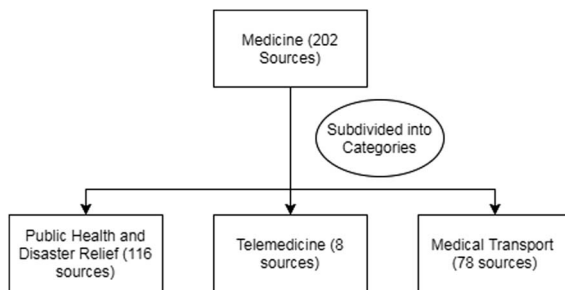 Medicine (202
Sources)
Subdivided into
Categories
Public Health and
Disaster Relief (116
sources)
Telemedicine (8
sources)
Medical Transport
(78 sources)